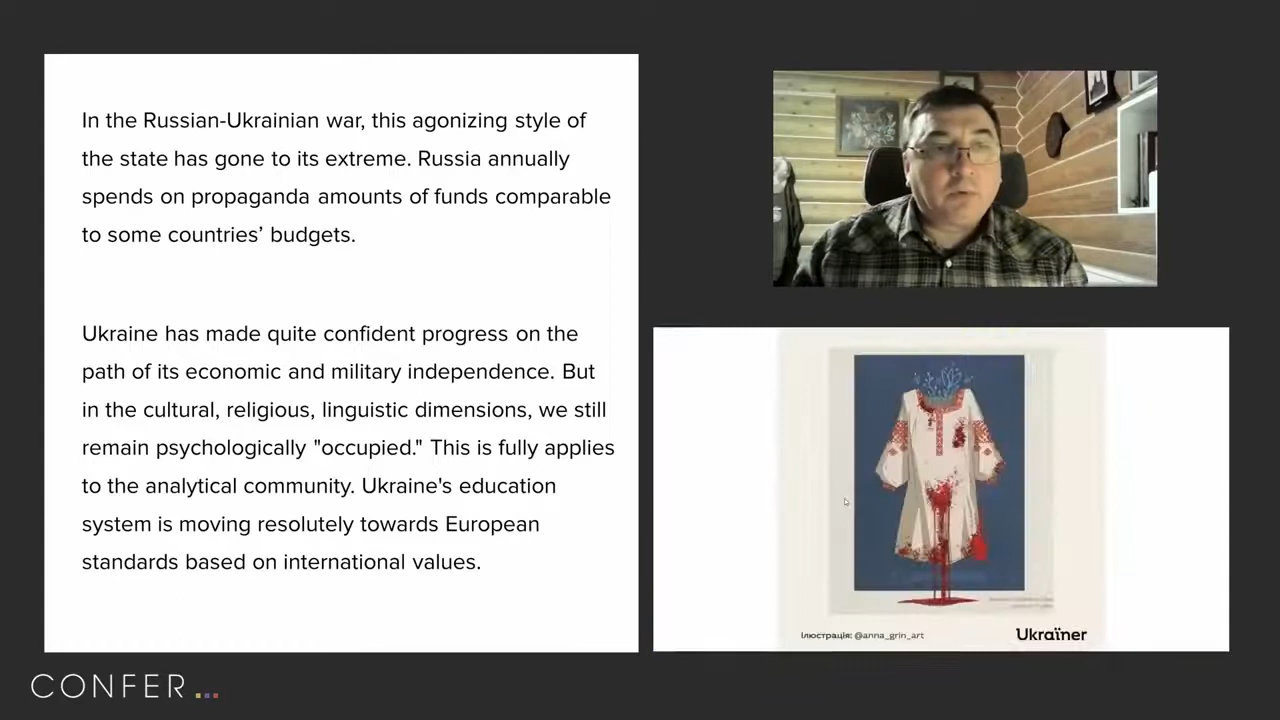 In the Russian-Ukrainian war, this agonizing style of
the state has gone to its extreme. Russia annually
spends on propaganda amounts of funds comparable
to some countries’ budgets.
Ukraine has made quite confident progress on the
path of its economic and military independence. But
in the cultural, religious, linguistic dimensions, we still
remain psychologically "occupied." This is fully applies
to the analytical community. Ukraine's education
system is moving resolutely towards European
standards based on international values.
Ілюстрація: @anna_grin_art
Ukraїner
CONFER